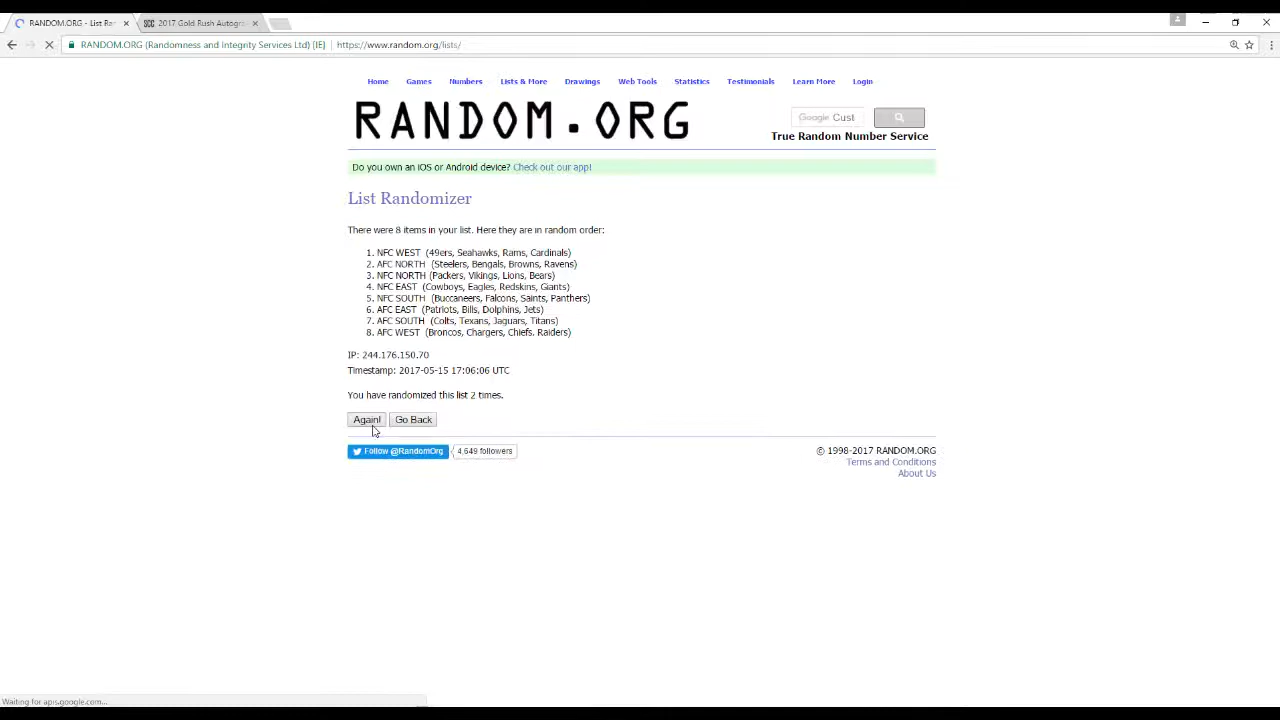 RANDOM.ORG - List Ra
2017 Gold Rush Autogra
RANDOM.ORG (Randomness and Integrity Services Ltd) [IE] https://www.random.org/lists/
Home Games Numbers Lists & More Drawings Web Tools Statistics Testimonials Learn More Login
RANDOM.ORG
Google Cust
True Random Number Service
Do you own an iOS or Android device? Check out our app!
List Randomizer
There were 8 items in your list. Here they are in random order:
1. NFC WEST (49ers, Seahawks, Rams, Cardinals)
2. AFC NORTH (Steelers, Bengals, Browns, Ravens)
3. NFC NORTH (Packers, Vikings, Lions, Bears)
4. NFC EAST (Cowboys, Eagles, Redskins, Giants)
5. NFC SOUTH (Buccaneers, Falcons, Saints, Panthers)
6. AFC EAST (Patriots, Bills, Dolphins, Jets)
7. AFC SOUTH (Colts, Texans, Jaguars, Titans)
8. AFC WEST (Broncos, Chargers, Chiefs. Raiders)
IP: 244.176.150.70
Timestamp: 2017-05-15 17:06:06 UTC
You have randomized this list 2 times.
Again! Go Back
Follow @RandomOrg 4,649 followers
© 1998-2017 RANDOM.ORG
Terms and Conditions
About Us
Waiting for apis.google.com...